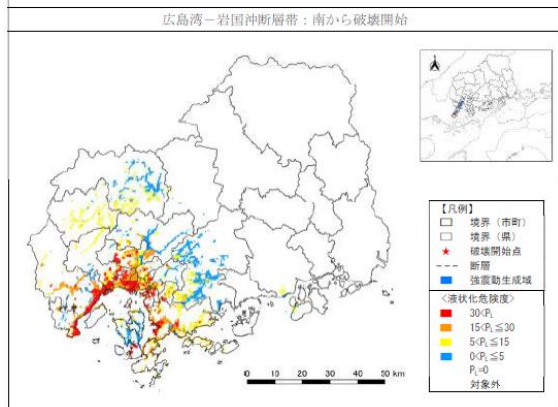 広島湾－岩国沖断層帯：南から破壊開始
【凡例】
境界（市町）
境界（県）
破壊開始点
断層
強震動生成域
<液状化危険度>
30<PL
15<PL≦30
5<PL≦15
0<PL≦5
PL=0
対象外
0 10 20 30 40 50 km